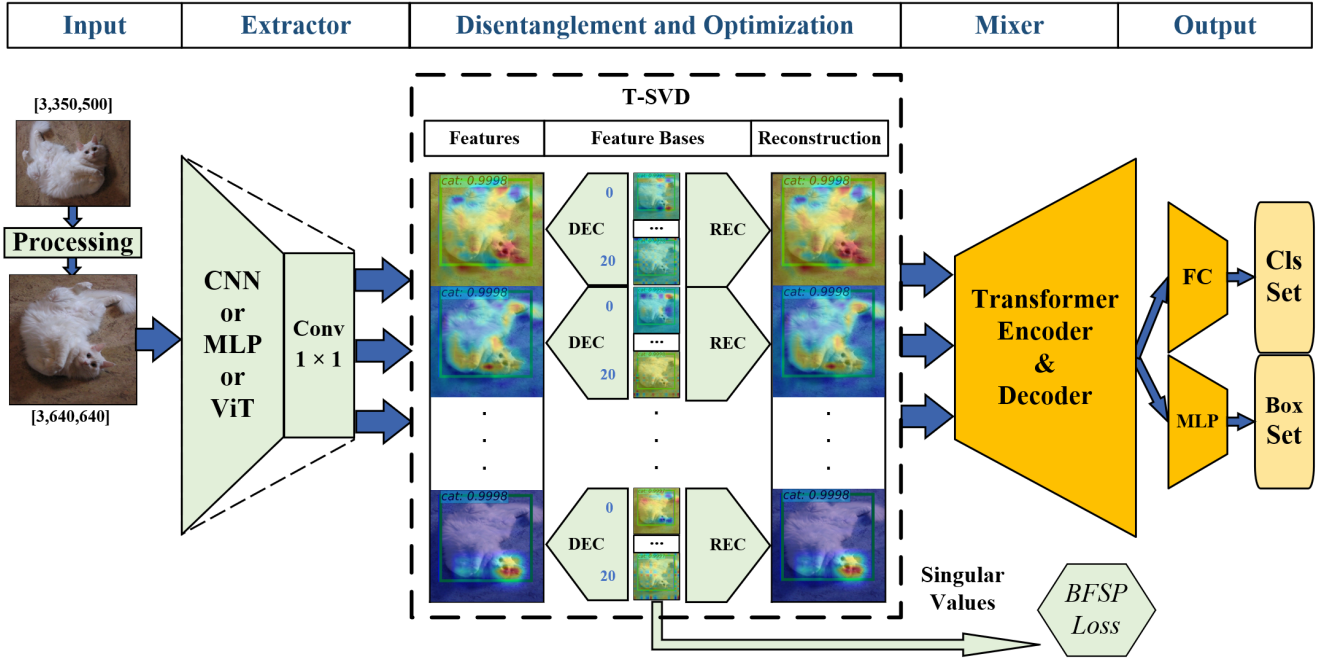 Input
Extractor
Disentanglement and Optimization
Mixer
Output
[3,350,500]
Processing
[3,640,640]
CNN
or
MLP
or
ViT
Conv
1 × 1
T-SVD
Features
Feature Bases
Reconstruction
cat: 0.9998
0
DEC
20
...
REC
cat: 0.9998
cat: 0.9998
0
DEC
20
...
REC
cat: 0.9998
cat: 0.9998
0
DEC
20
...
REC
cat: 0.9998
Transformer
Encoder
&
Decoder
FC
Cls
Set
MLP
Box
Set
Singular
Values
BFSP
Loss